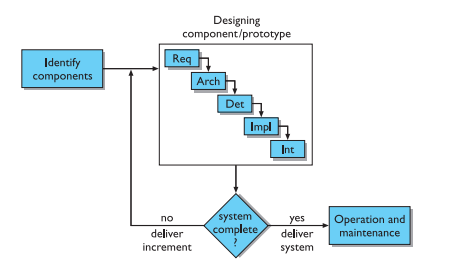 Designing
component/prototype
Identify
components
Req
Arch
Det
Impl
Int
system
complete
?
no
deliver
increment
yes
deliver
system
Operation and
maintenance